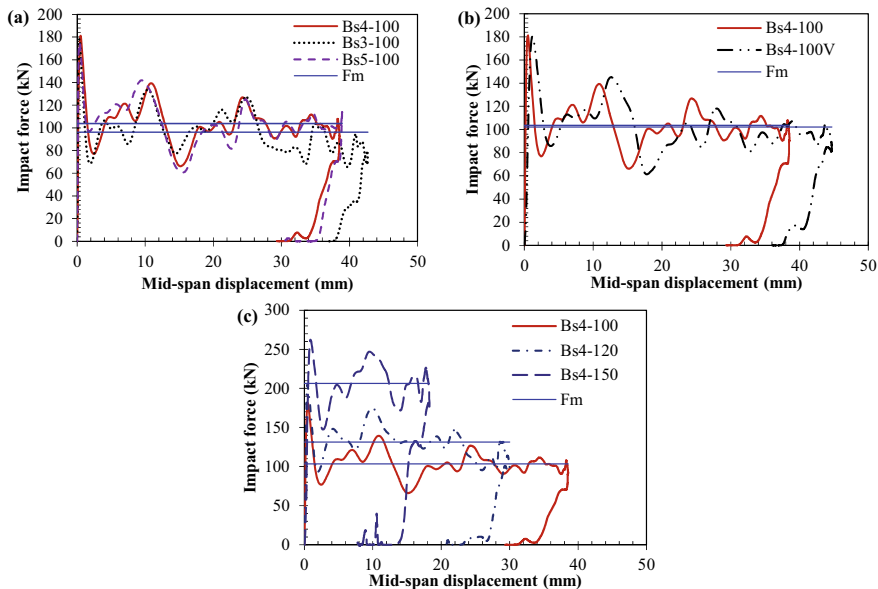 (a)
Impact force (kN)
200
180
160
140
120
100
80
60
40
20
0
Bs4-100
Bs3-100
Bs5-100
Fm
0
10
20
30
40
50
Mid-span displacement (mm)
(b)
Impact force (kN)
200
180
160
140
120
100
80
60
40
20
0
Bs4-100
Bs4-100V
Fm
0
10
20
30
40
50
Mid-span displacement (mm)
(c)
Impact force (kN)
300
250
200
150
100
50
0
Bs4-100
Bs4-120
Bs4-150
Fm
0
10
20
30
40
50
Mid-span displacement (mm)